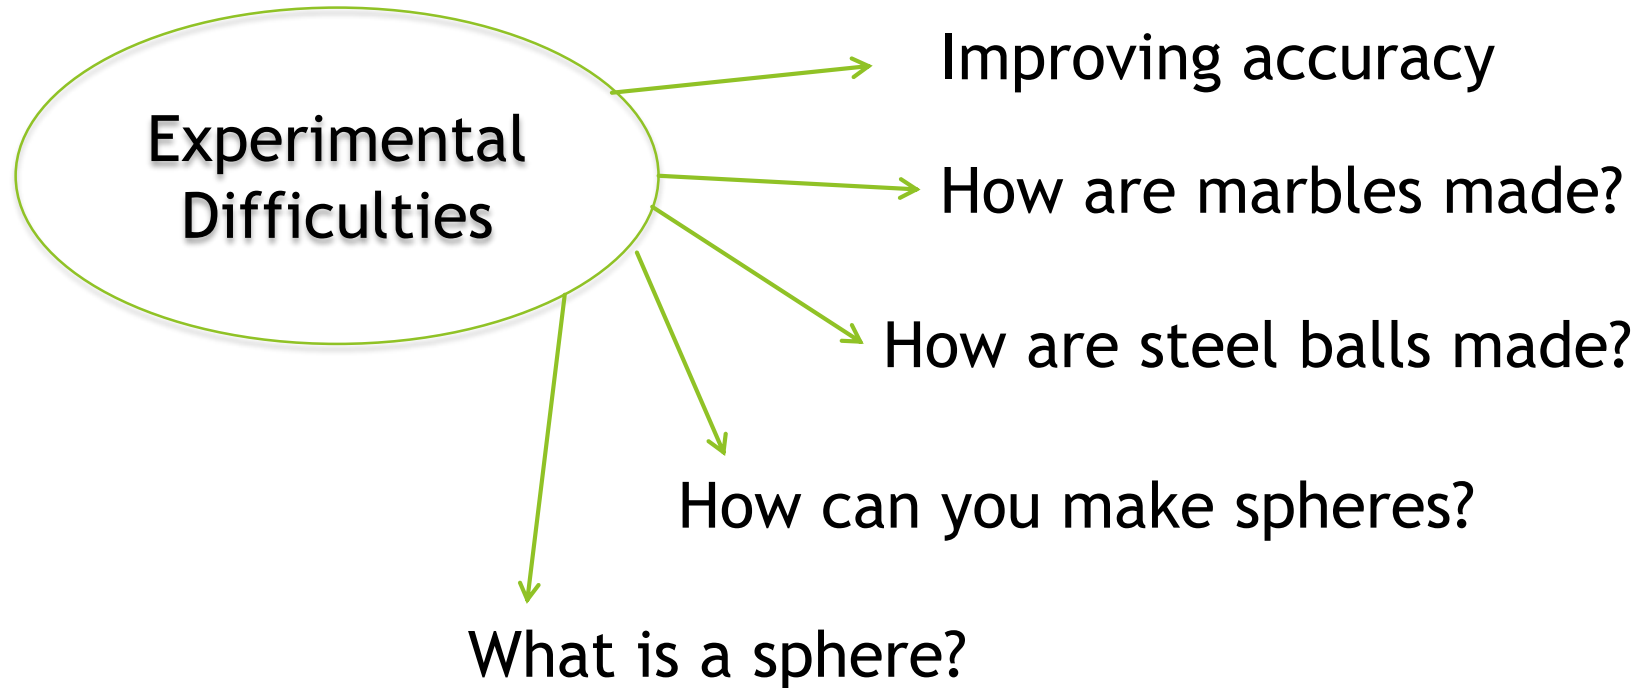 Experimental
Difficulties
Improving accuracy
How are marbles made?
How are steel balls made?
How can you make spheres?
What is a sphere?